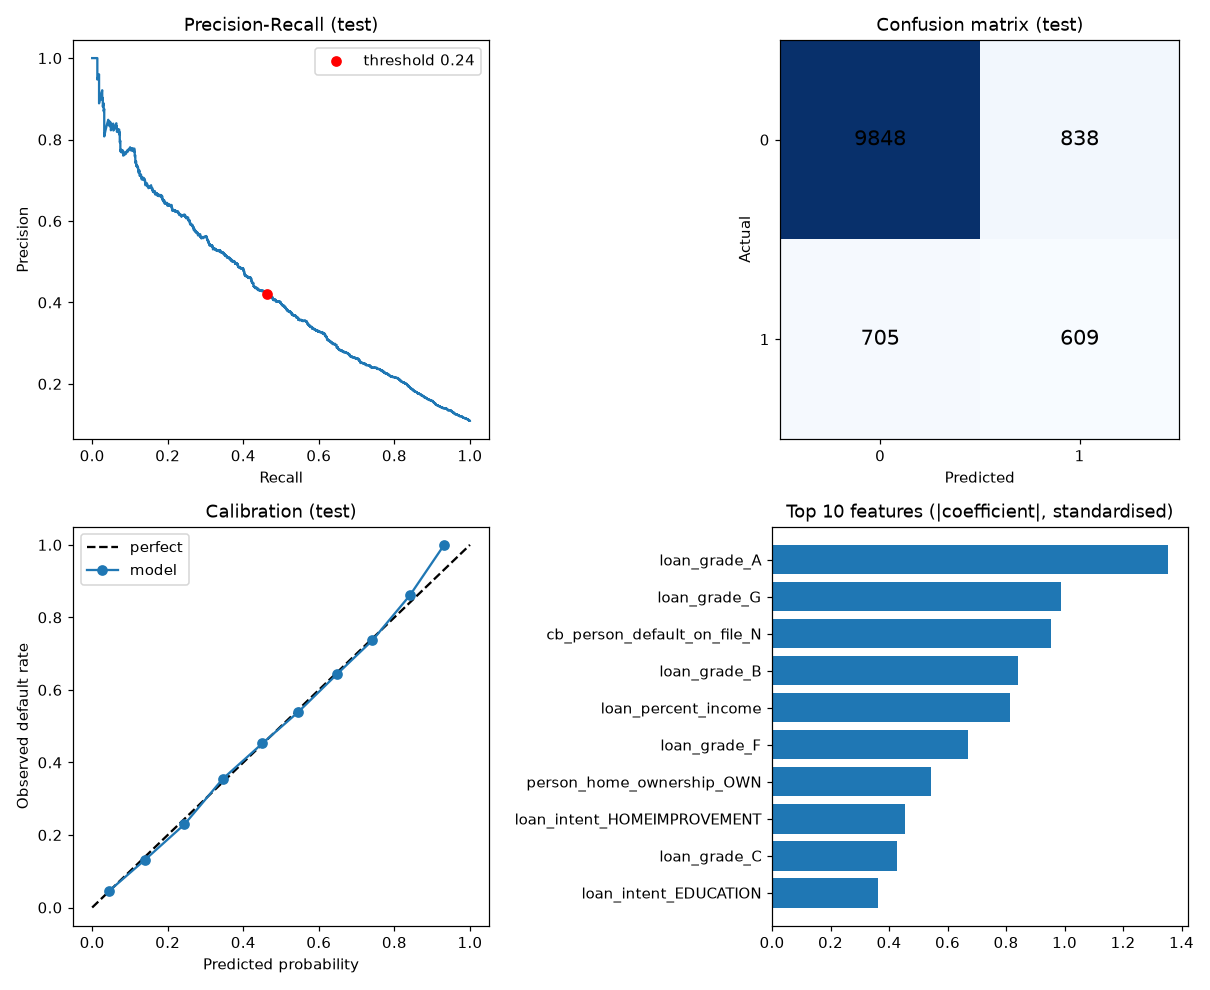 Precision-Recall (test)
1.0
0.8
0.6
0.4
0.2
Precision
threshold 0.24
0.0 0.2 0.4 0.6 0.8 1.0
Recall
Confusion matrix (test)
Actual
0
1
9848 838
705 609
0 1
Predicted
Calibration (test)
perfect
model
1.0
0.8
0.6
0.4
0.2
0.0
Observed default rate
0.0 0.2 0.4 0.6 0.8 1.0
Predicted probability
Top 10 features (|coefficient|, standardised)
loan_grade_A
loan_grade_G
cb_person_default_on_file_N
loan_grade_B
loan_percent_income
loan_grade_F
person_home_ownership_OWN
loan_intent_HOMEIMPROVEMENT
loan_grade_C
loan_intent_EDUCATION
0.0 0.2 0.4 0.6 0.8 1.0 1.2 1.4